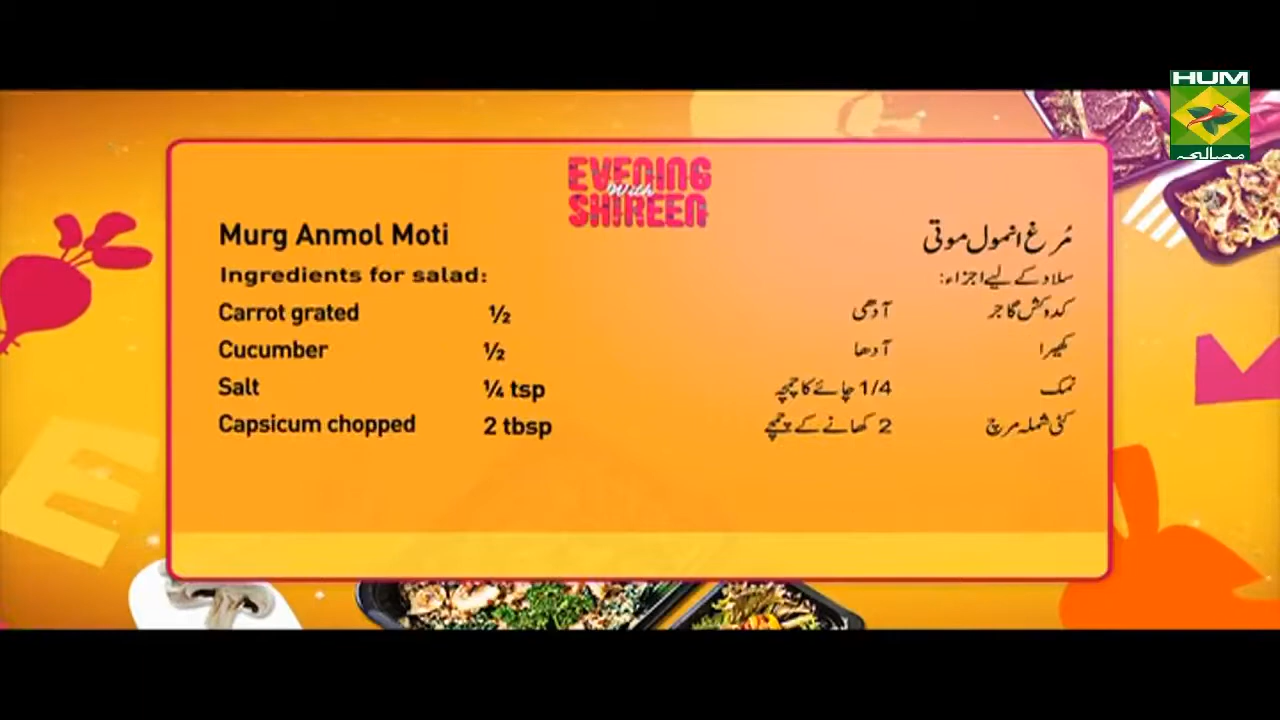 HUM
مصالحہ
EVENING
With
SHIREEN
Murg Anmol Moti مُرغ انمول موتی
Ingredients for salad: سلاد کے لیے اجزاء:
Carrot grated ½ کدوکش گاجر آدھی
Cucumber ½ کھیرا آدھا
Salt ¼ tsp نمک 1/4 چائے کا چمچہ
Capsicum chopped 2 tbsp کٹی شملہ مرچ 2 کھانے کے چمچے